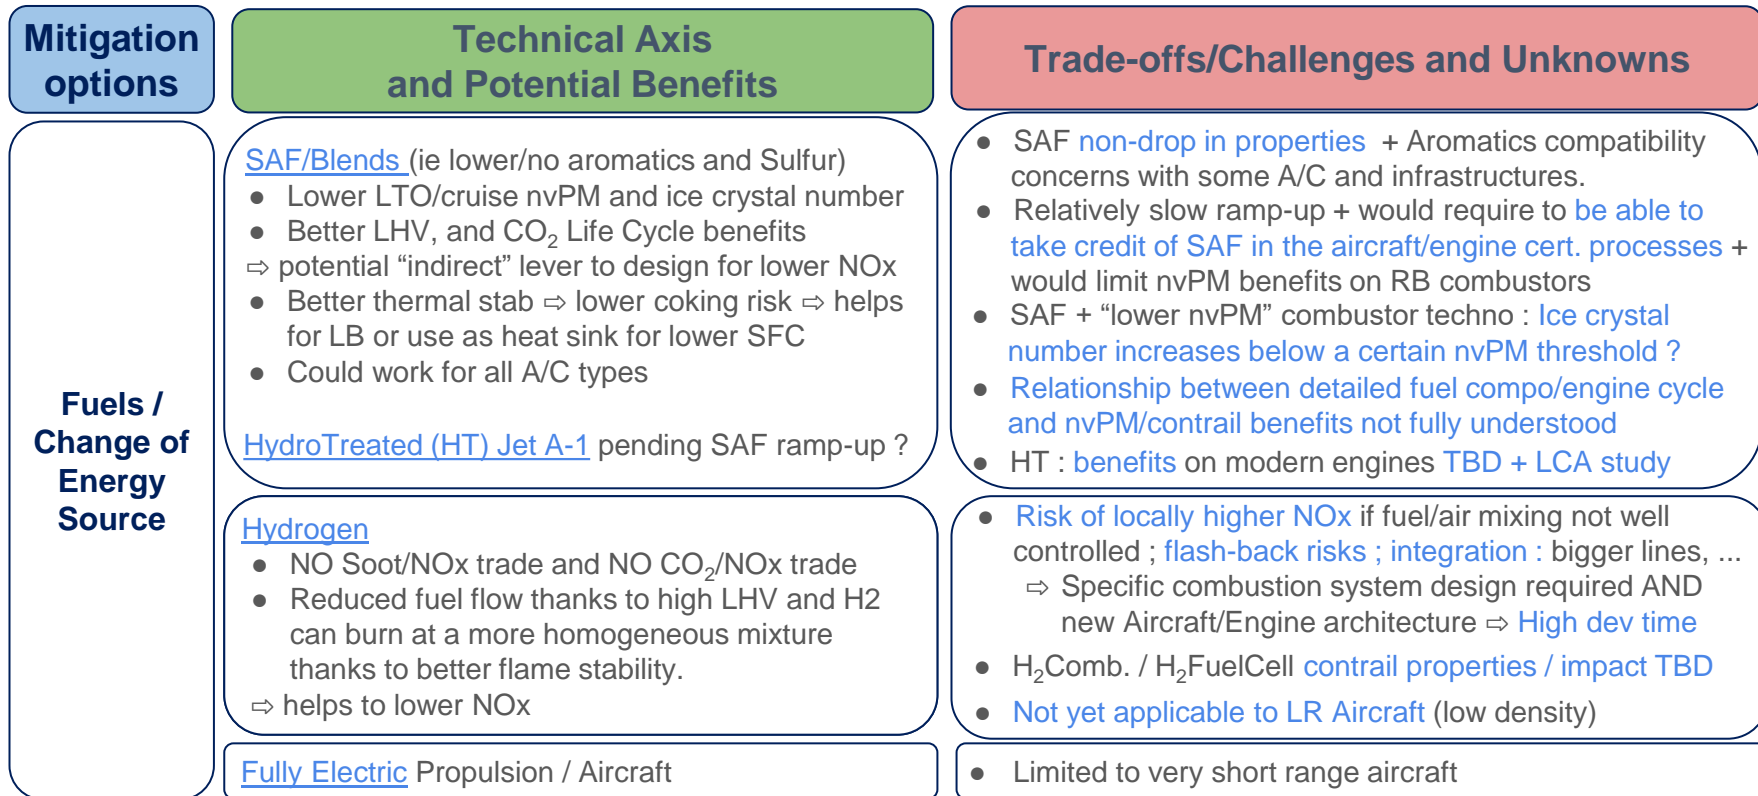 Mitigation
options
Technical Axis
and Potential Benefits
Trade-offs/Challenges and Unknowns
Fuels /
Change of
Energy
Source
SAF/Blends (ie lower/no aromatics and Sulfur)
● Lower LTO/cruise nvPM and ice crystal number
● Better LHV, and CO₂ Life Cycle benefits
⇨ potential “indirect” lever to design for lower NOx
● Better thermal stab ⇨ lower coking risk ⇨ helps
for LB or use as heat sink for lower SFC
● Could work for all A/C types
HydroTreated (HT) Jet A-1 pending SAF ramp-up ?
● SAF non-drop in properties + Aromatics compatibility
concerns with some A/C and infrastructures.
● Relatively slow ramp-up + would require to be able to
take credit of SAF in the aircraft/engine cert. processes +
would limit nvPM benefits on RB combustors
● SAF + “lower nvPM” combustor techno : Ice crystal
number increases below a certain nvPM threshold ?
● Relationship between detailed fuel compo/engine cycle
and nvPM/contrail benefits not fully understood
● HT : benefits on modern engines TBD + LCA study
Hydrogen
● NO Soot/NOx trade and NO CO₂/NOx trade
● Reduced fuel flow thanks to high LHV and H2
can burn at a more homogeneous mixture
thanks to better flame stability.
⇨ helps to lower NOx
● Risk of locally higher NOx if fuel/air mixing not well
controlled ; flash-back risks ; integration : bigger lines, ...
⇨ Specific combustion system design required AND
new Aircraft/Engine architecture ⇨ High dev time
● H₂Comb. / H₂FuelCell contrail properties / impact TBD
● Not yet applicable to LR Aircraft (low density)
Fully Electric Propulsion / Aircraft
● Limited to very short range aircraft